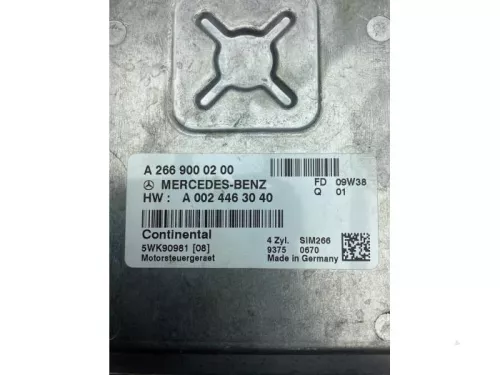 A 266 900 02 00
MERCEDES-BENZ
FD 09W38
Q 01
HW : A 002 446 30 40
Continental
5WK90981 [08]
Motorsteuergeraet
4 Zyl. SIM266
9375 0670
Made in Germany